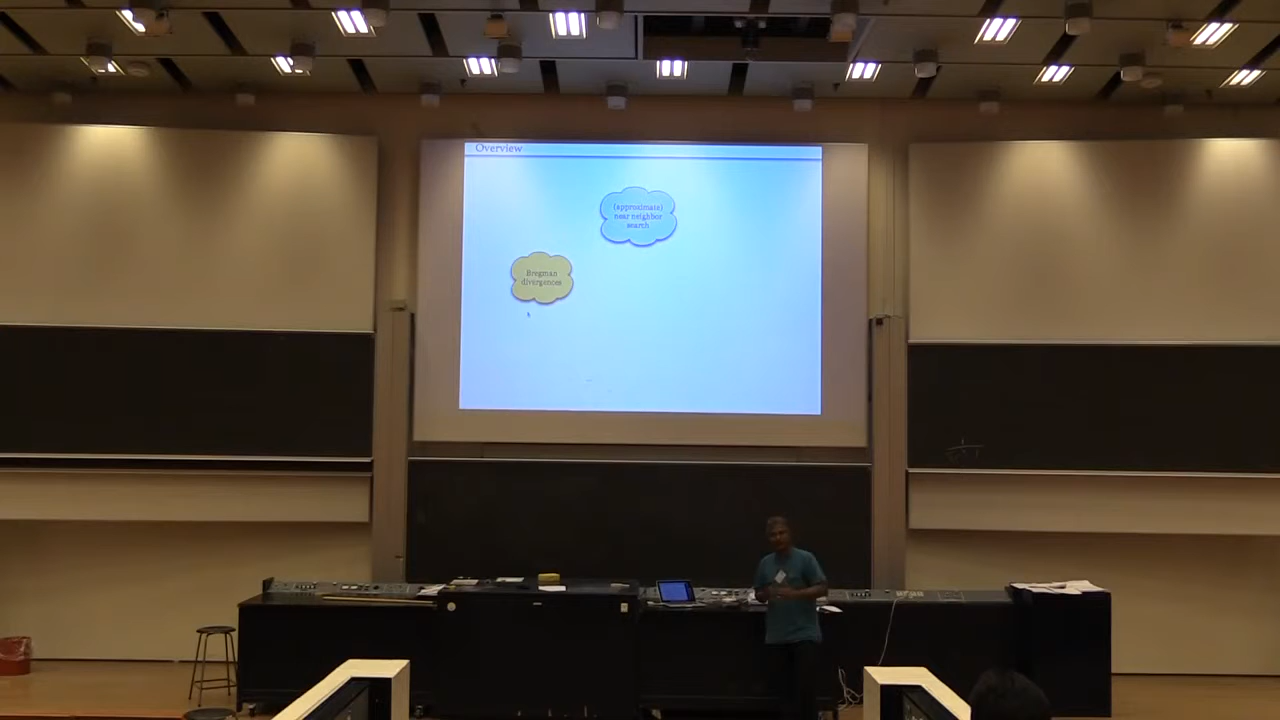 Overview
(approximate)
near neighbor
search
Bregman
divergences